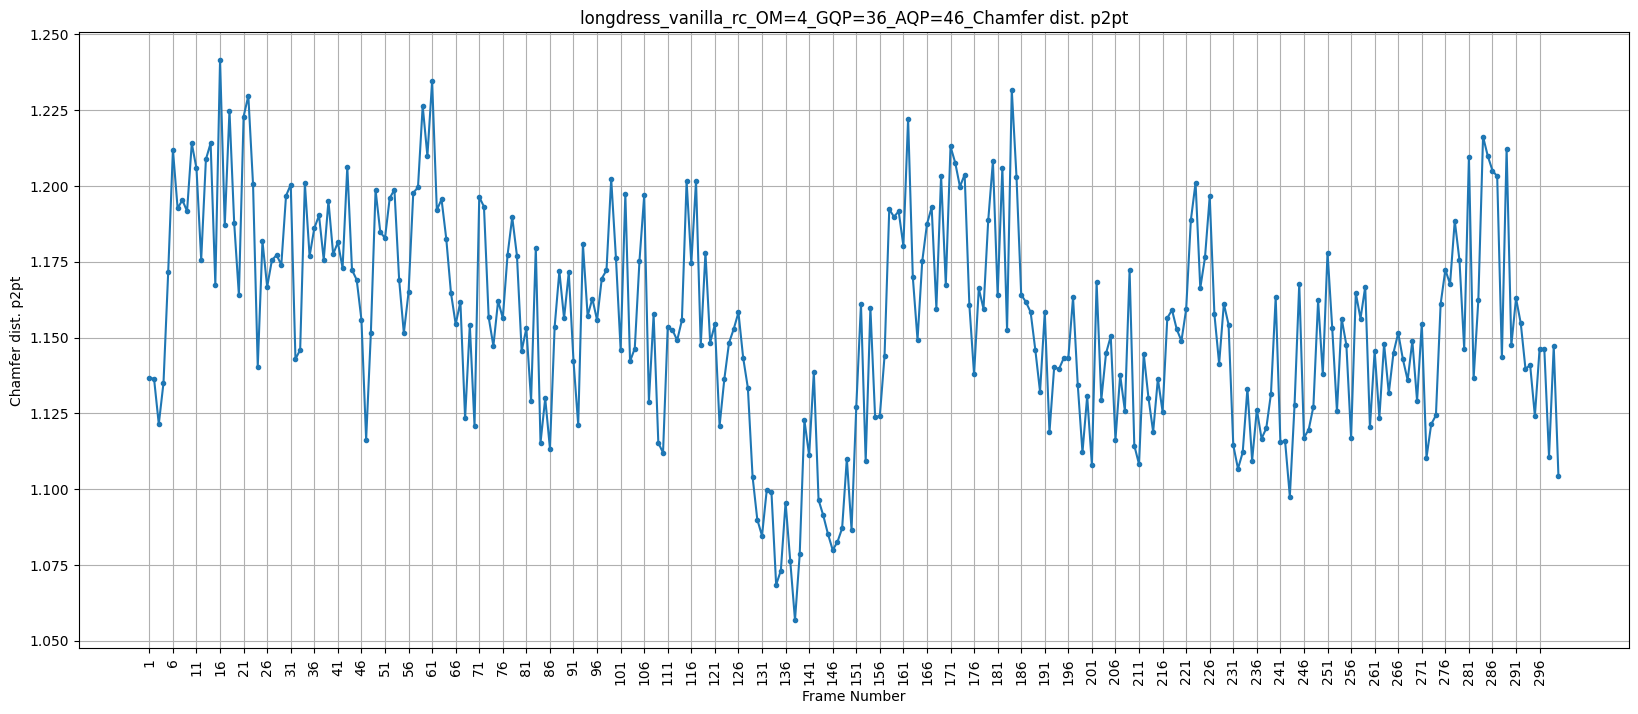 longdress_vanilla_rc_OM=4_GQP=36_AQP=46_Chamfer dist. p2pt
1.250
1.225
1.200
1.175
1.150
1.125
1.100
1.075
1.050
Chamfer dist. p2pt
1 6 11 16 21 26 31 36 41 46 51 56 61 66 71 76 81 86 91 96 101 106 111 116 121 126 131 136 141 146 151 156 161 166 171 176 181 186 191 196 201 206 211 216 221 226 231 236 241 246 251 256 261 266 271 276 281 286 291 296
Frame Number